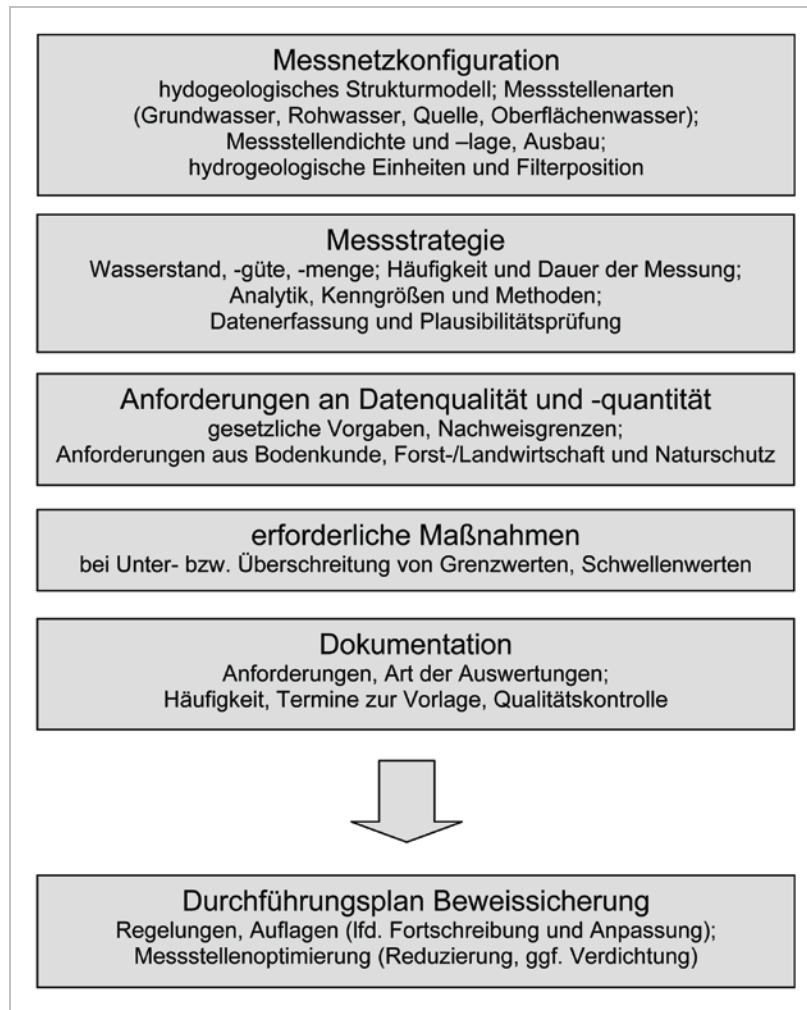 Messnetzkonfiguration
hydogeologisches Strukturmodell; Messstellenarten
(Grundwasser, Rohwasser, Quelle, Oberflächenwasser);
Messstellendichte und –lage, Ausbau;
hydrogeologische Einheiten und Filterposition
Messstrategie
Wasserstand, -güte, -menge; Häufigkeit und Dauer der Messung;
Analytik, Kenngrößen und Methoden;
Datenerfassung und Plausibilitätsprüfung
Anforderungen an Datenqualität und -quantität
gesetzliche Vorgaben, Nachweisgrenzen;
Anforderungen aus Bodenkunde, Forst-/Landwirtschaft und Naturschutz
erforderliche Maßnahmen
bei Unter- bzw. Überschreitung von Grenzwerten, Schwellenwerten
Dokumentation
Anforderungen, Art der Auswertungen;
Häufigkeit, Termine zur Vorlage, Qualitätskontrolle
Durchführungsplan Beweissicherung
Regelungen, Auflagen (lfd. Fortschreibung und Anpassung);
Messstellenoptimierung (Reduzierung, ggf. Verdichtung)